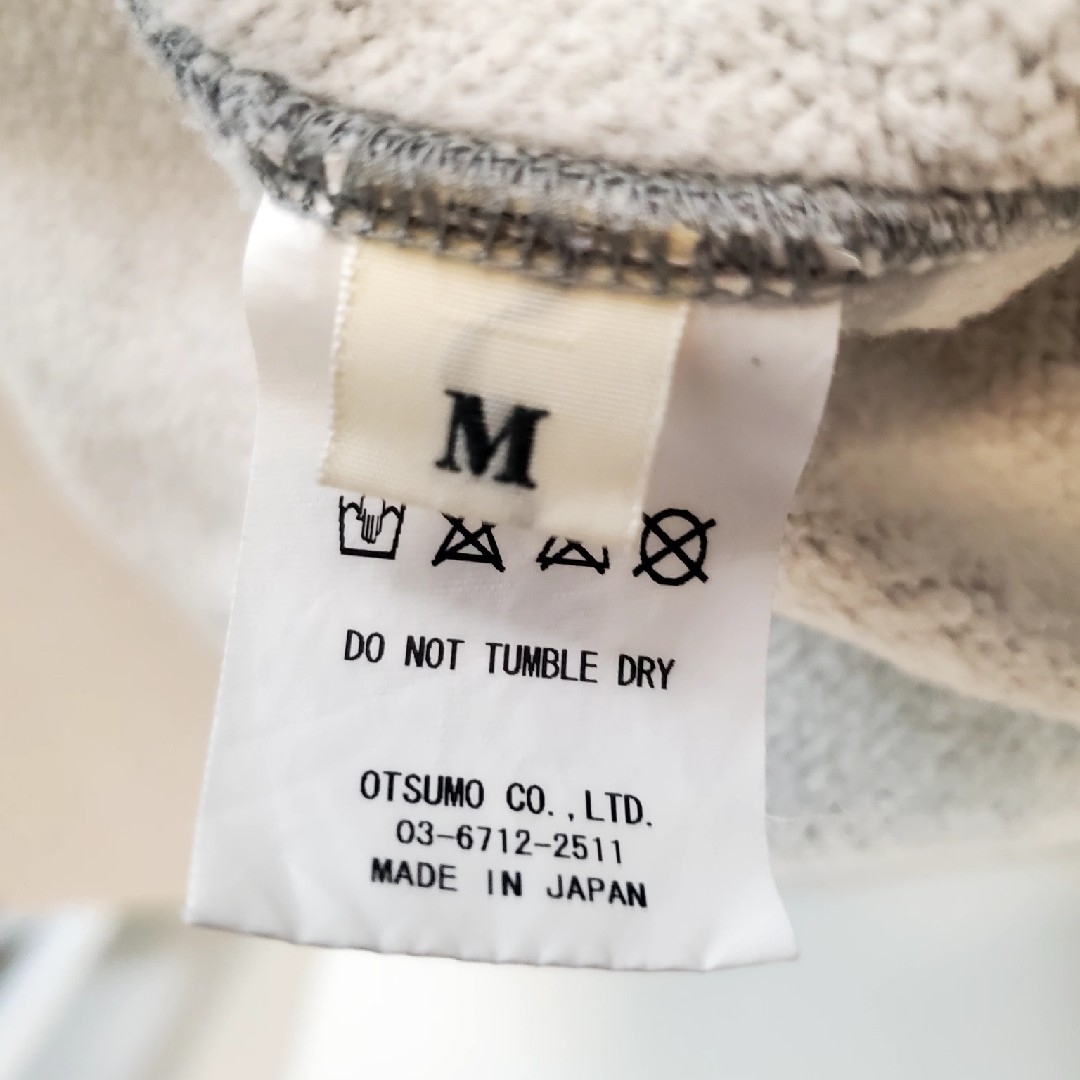 M
DO NOT TUMBLE DRY
OTSUMO CO.,LTD.
03-6712-2511
MADE IN JAPAN